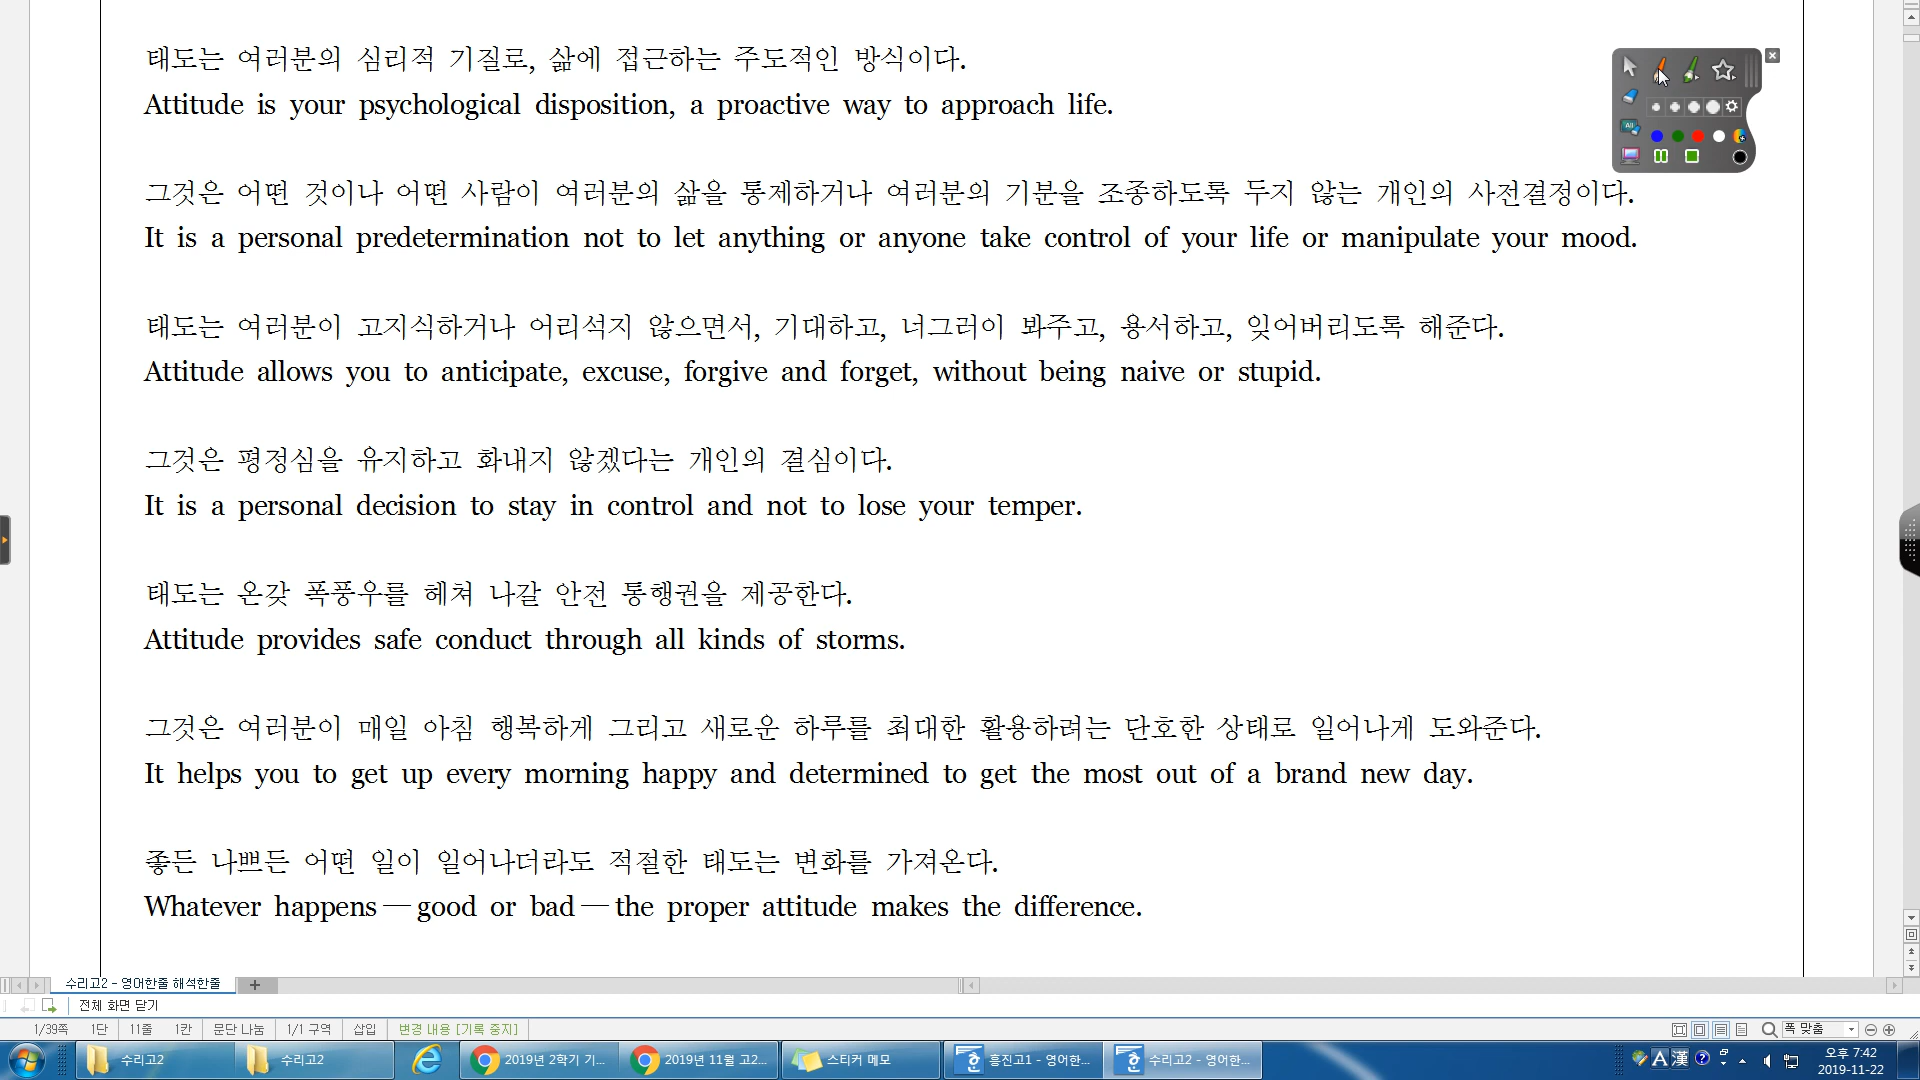 태도는 여러분의 심리적 기질로, 삶에 접근하는 주도적인 방식이다.
Attitude is your psychological disposition, a proactive way to approach life.
그것은 어떤 것이나 어떤 사람이 여러분의 삶을 통제하거나 여러분의 기분을 조종하도록 두지 않는 개인의 사전결정이다.
It is a personal predetermination not to let anything or anyone take control of your life or manipulate your mood.
태도는 여러분이 고지식하거나 어리석지 않으면서, 기대하고, 너그러이 봐주고, 용서하고, 잊어버리도록 해준다.
Attitude allows you to anticipate, excuse, forgive and forget, without being naive or stupid.
그것은 평정심을 유지하고 화내지 않겠다는 개인의 결심이다.
It is a personal decision to stay in control and not to lose your temper.
태도는 온갖 폭풍우를 헤쳐 나갈 안전 통행권을 제공한다.
Attitude provides safe conduct through all kinds of storms.
그것은 여러분이 매일 아침 행복하게 그리고 새로운 하루를 최대한 활용하려는 단호한 상태로 일어나게 도와준다.
It helps you to get up every morning happy and determined to get the most out of a brand new day.
좋든 나쁘든 어떤 일이 일어나더라도 적절한 태도는 변화를 가져온다.
Whatever happens — good or bad — the proper attitude makes the difference.
수리고2 - 영어한줄 해석한줄
전체 화면 닫기
1/39쪽 1단 11줄 1칸 문단 나눔 1/1 구역 삽입 변경 내용 [기록 중지] 폭 맞춤
수리고2 수리고2 2019년 2학기 기... 2019년 11월 고2... 스티커 메모 흥진고1 - 영어한... 수리고2 - 영어한... A 漢 오후 7:42
2019-11-22